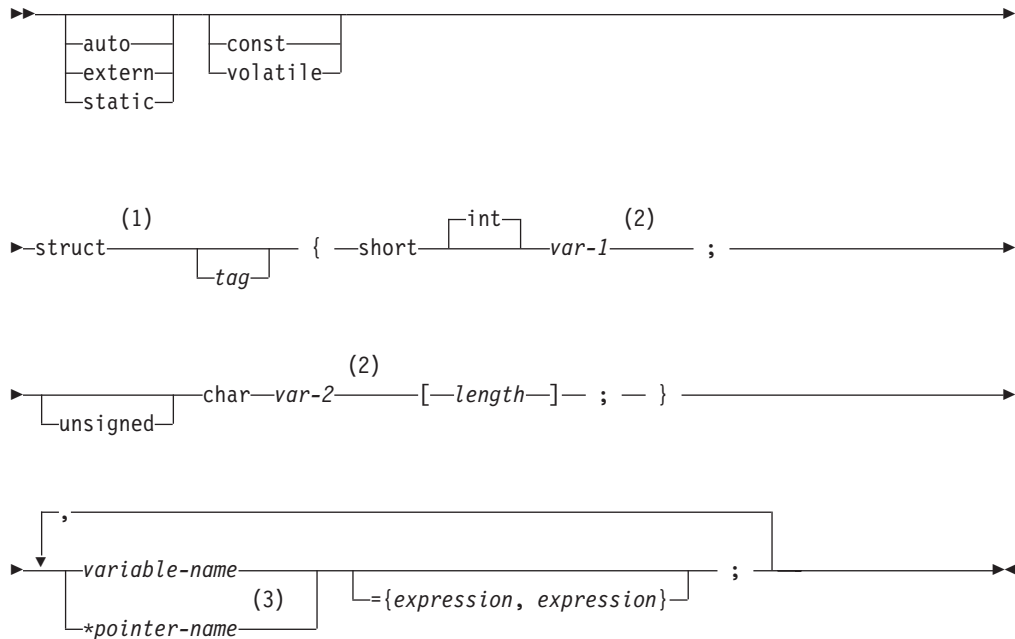 auto const
extern volatile
static
(1) int (2)
struct { short var-1 ;
tag
(2)
char var-2 [ length ] ; }
unsigned
,
variable-name ;
(3) ={expression, expression}
*pointer-name